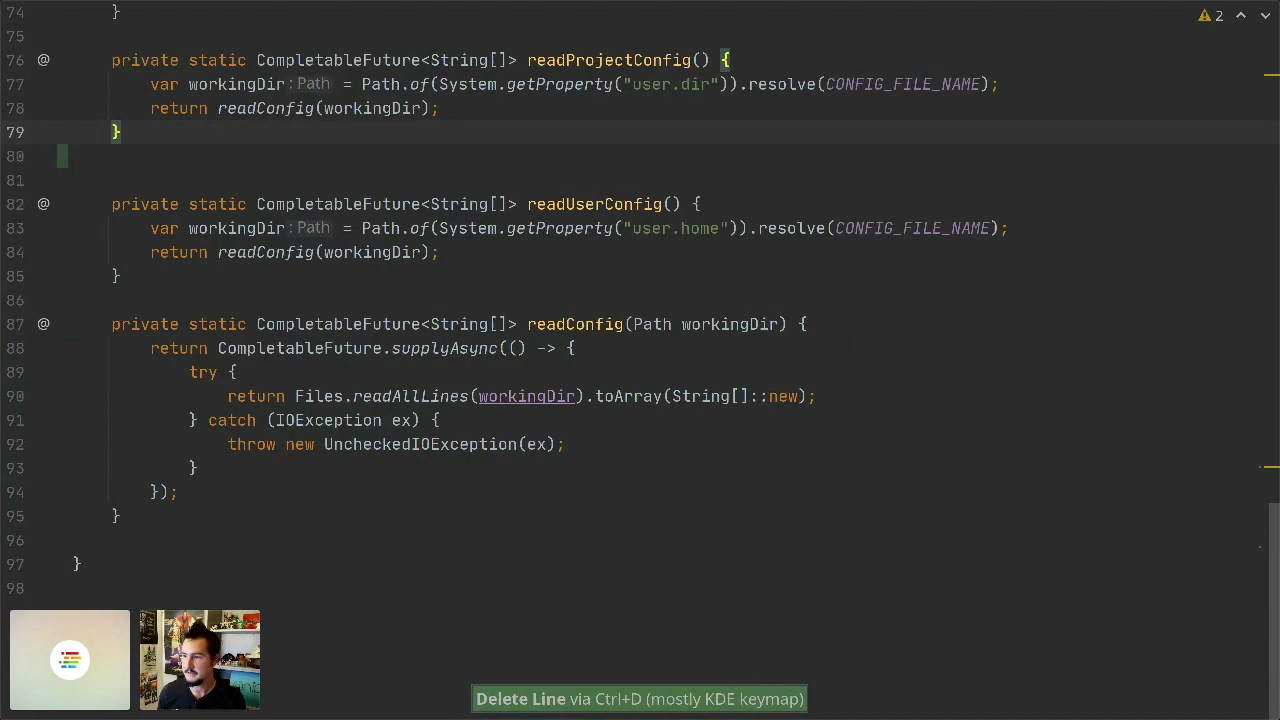 74 }
⚠ 2
75
76 @ private static CompletableFuture<String[]> readProjectConfig() {
77 var workingDir: Path = Path.of(System.getProperty("user.dir")).resolve(CONFIG_FILE_NAME);
78 return readConfig(workingDir);
79 }
80
81
82 @ private static CompletableFuture<String[]> readUserConfig() {
83 var workingDir: Path = Path.of(System.getProperty("user.home")).resolve(CONFIG_FILE_NAME);
84 return readConfig(workingDir);
85 }
86
87 @ private static CompletableFuture<String[]> readConfig(Path workingDir) {
88 return CompletableFuture.supplyAsync(() -> {
89 try {
90 return Files.readAllLines(workingDir).toArray(String[]::new);
91 } catch (IOException ex) {
92 throw new UncheckedIOException(ex);
93 }
94 });
95 }
96
97 }
98
Delete Line via Ctrl+D (mostly KDE keymap)